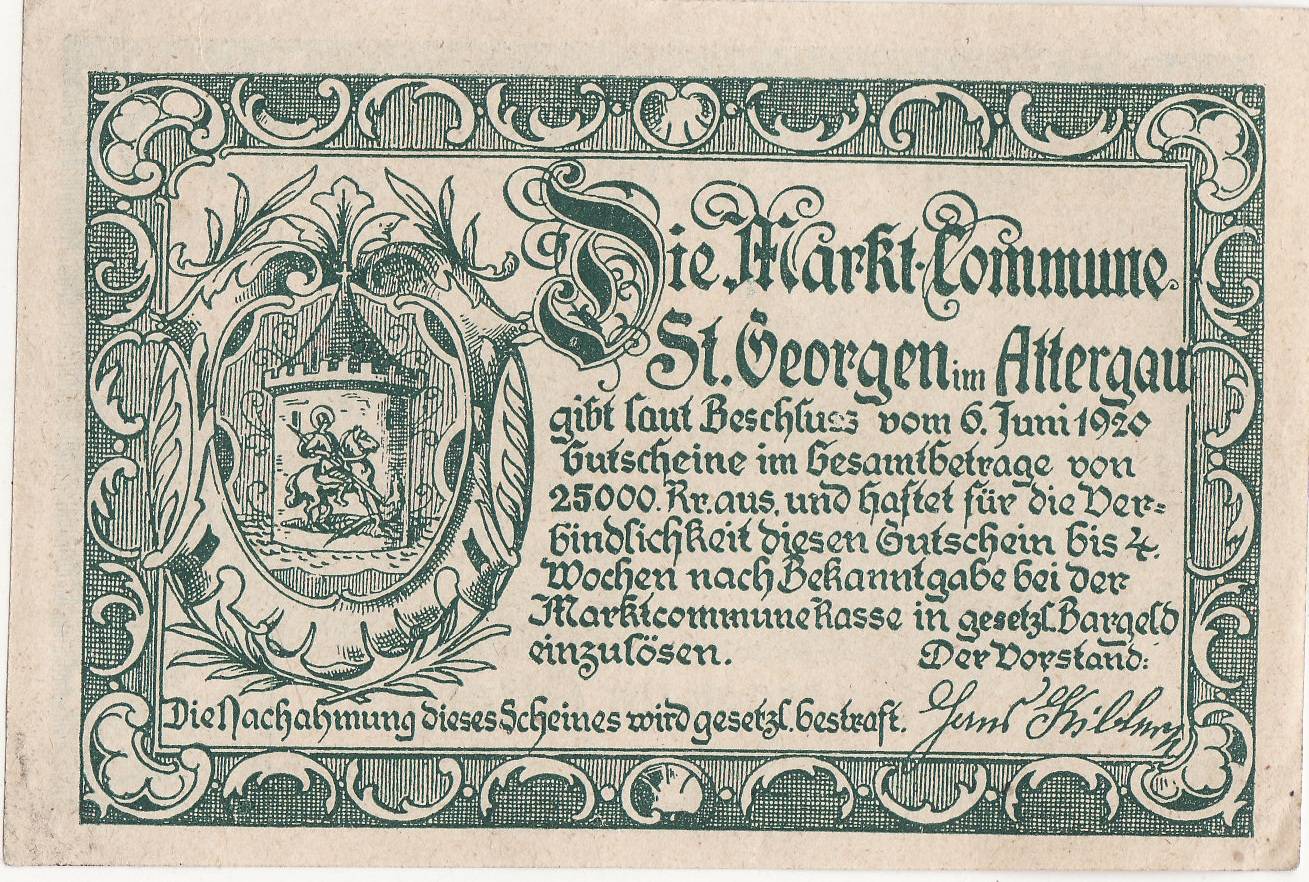 Die Markt-Commune
St. Georgen im Attergau
gibt laut Beschluss vom 6. Juni 1920
Gutscheine im Gesamtbetrage von
25000. Kr. aus, und haftet für die Ver=
bindlichkeit diesen Gutschein bis 4.
Wochen nach Bekanntgabe bei der
Marktcommune Kasse in gesetzl. Bargeld
einzulösen. Der Vorstand:
Die Nachahmung dieses Scheines wird gesetzl. bestraft. Hans